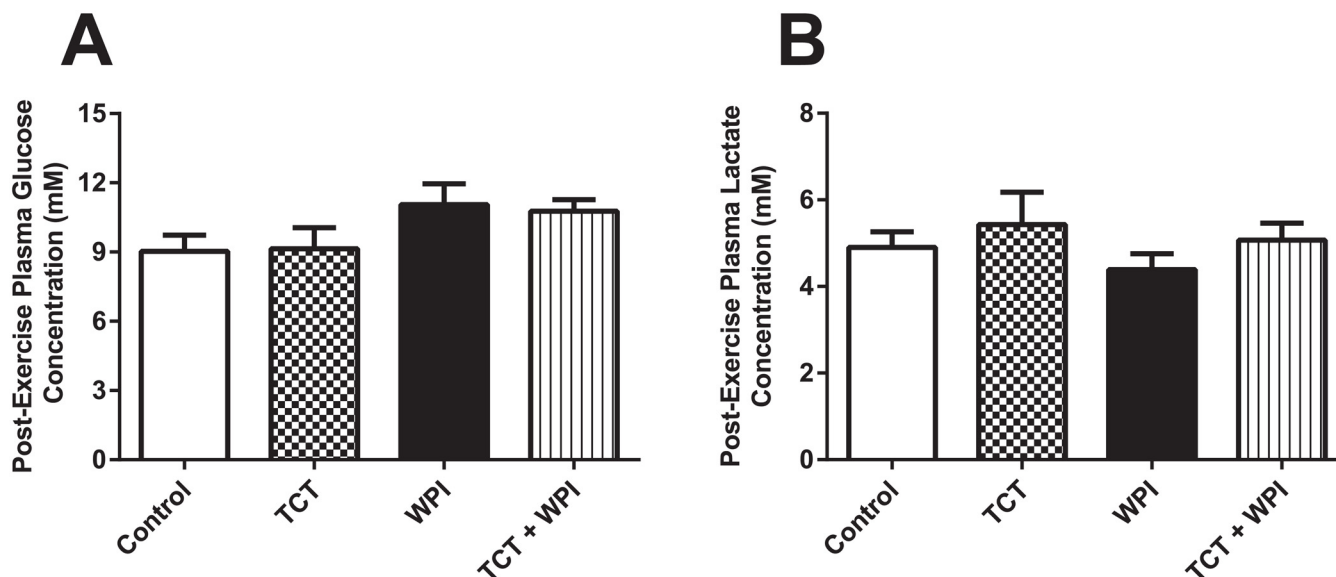 A
Post-Exercise Plasma Glucose
Concentration (mM)
15
12
9
6
3
0
Control
TCT
WPI
TCT + WPI
B
Post-Exercise Plasma Lactate
Concentration (mM)
8
6
4
2
0
Control
TCT
WPI
TCT + WPI